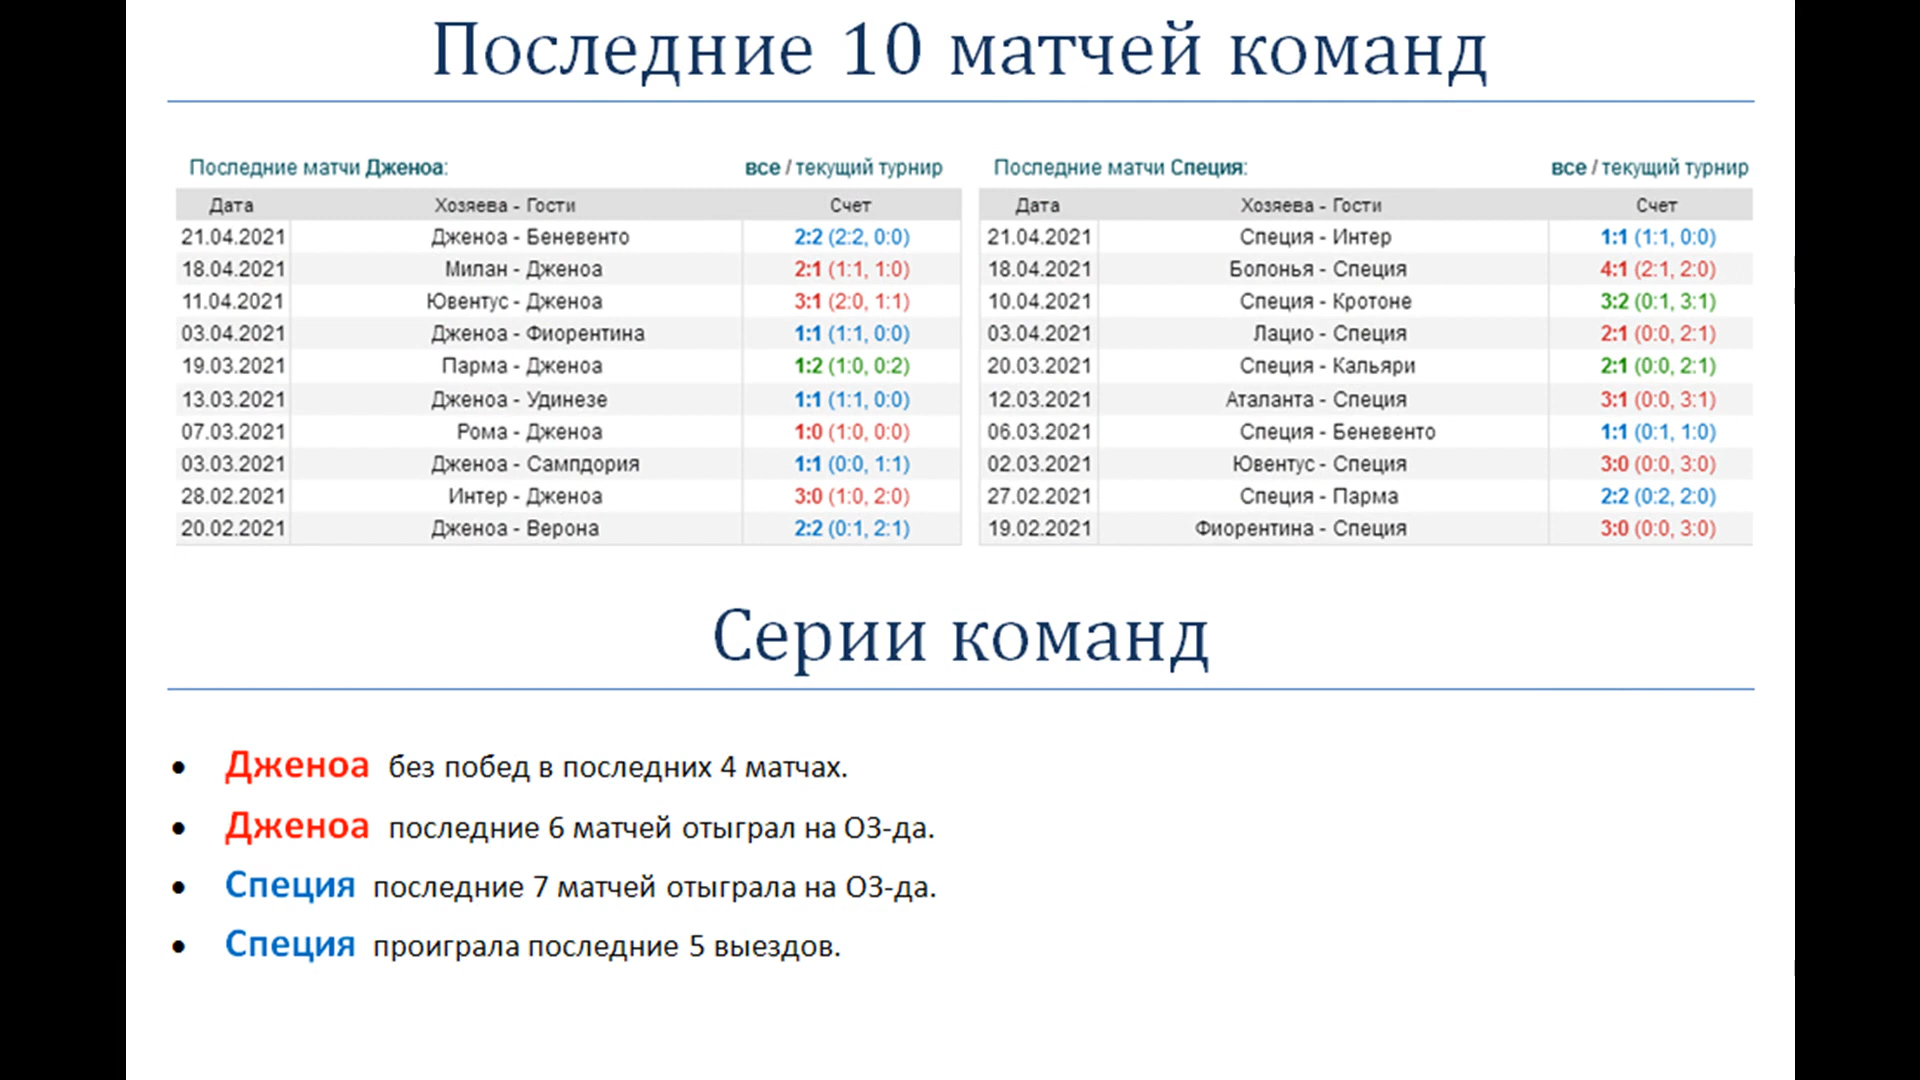 Последние 10 матчей команд
Последние матчи Дженоа: все / текущий турнир
Дата Хозяева - Гости Счет
21.04.2021 Дженоа - Беневенто 2:2 (2:2, 0:0)
18.04.2021 Милан - Дженоа 2:1 (1:1, 1:0)
11.04.2021 Ювентус - Дженоа 3:1 (2:0, 1:1)
03.04.2021 Дженоа - Фиорентина 1:1 (1:1, 0:0)
19.03.2021 Парма - Дженоа 1:2 (1:0, 0:2)
13.03.2021 Дженоа - Удинезе 1:1 (1:1, 0:0)
07.03.2021 Рома - Дженоа 1:0 (1:0, 0:0)
03.03.2021 Дженоа - Сампдория 1:1 (0:0, 1:1)
28.02.2021 Интер - Дженоа 3:0 (1:0, 2:0)
20.02.2021 Дженоа - Верона 2:2 (0:1, 2:1)
Последние матчи Специя: все / текущий турнир
Дата Хозяева - Гости Счет
21.04.2021 Специя - Интер 1:1 (1:1, 0:0)
18.04.2021 Болонья - Специя 4:1 (2:1, 2:0)
10.04.2021 Специя - Кротоне 3:2 (0:1, 3:1)
03.04.2021 Лацио - Специя 2:1 (0:0, 2:1)
20.03.2021 Специя - Кальяри 2:1 (0:0, 2:1)
12.03.2021 Аталанта - Специя 3:1 (0:0, 3:1)
06.03.2021 Специя - Беневенто 1:1 (0:1, 1:0)
02.03.2021 Ювентус - Специя 3:0 (0:0, 3:0)
27.02.2021 Специя - Парма 2:2 (0:2, 2:0)
19.02.2021 Фиорентина - Специя 3:0 (0:0, 3:0)
Серии команд
• Дженоа без побед в последних 4 матчах.
• Дженоа последние 6 матчей отыграл на ОЗ-да.
• Специя последние 7 матчей отыграла на ОЗ-да.
• Специя проиграла последние 5 выездов.